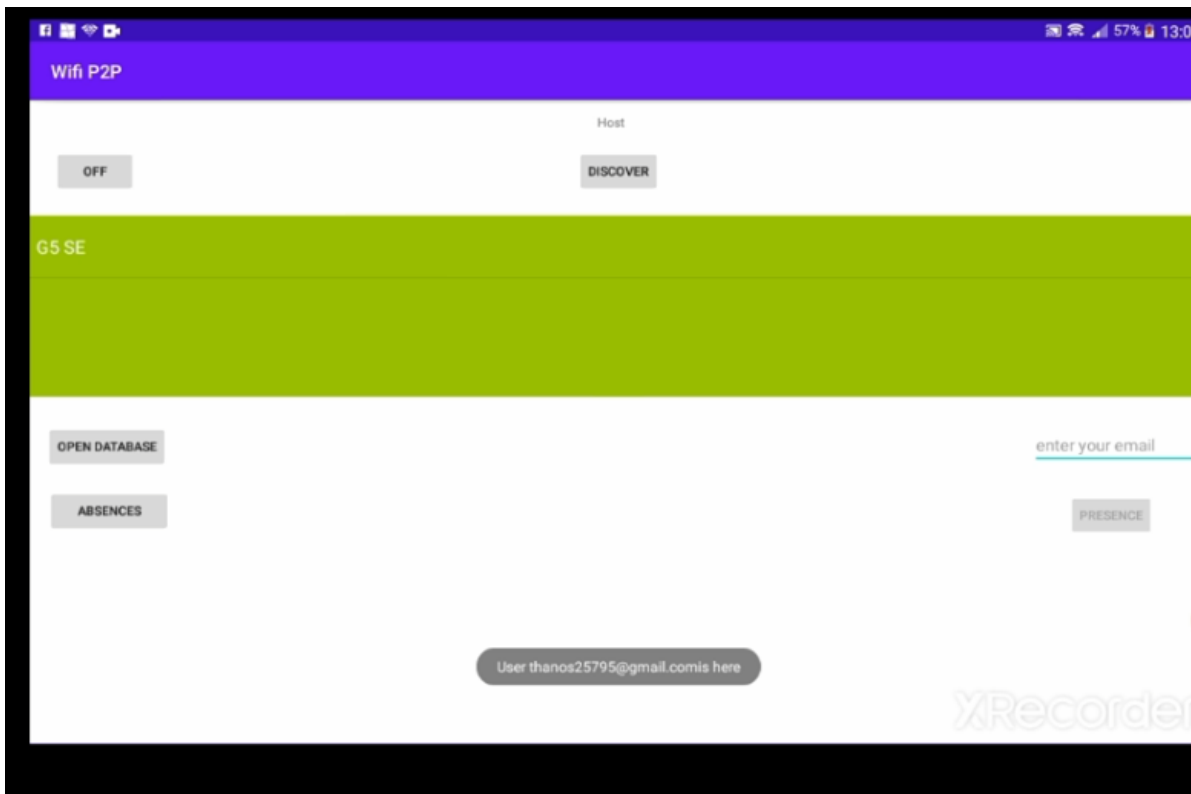 57% 13:0
Wifi P2P
Host
OFF DISCOVER
G5 SE
OPEN DATABASE enter your email
ABSENCES PRESENCE
User thanos25795@gmail.comis here
XRecorder